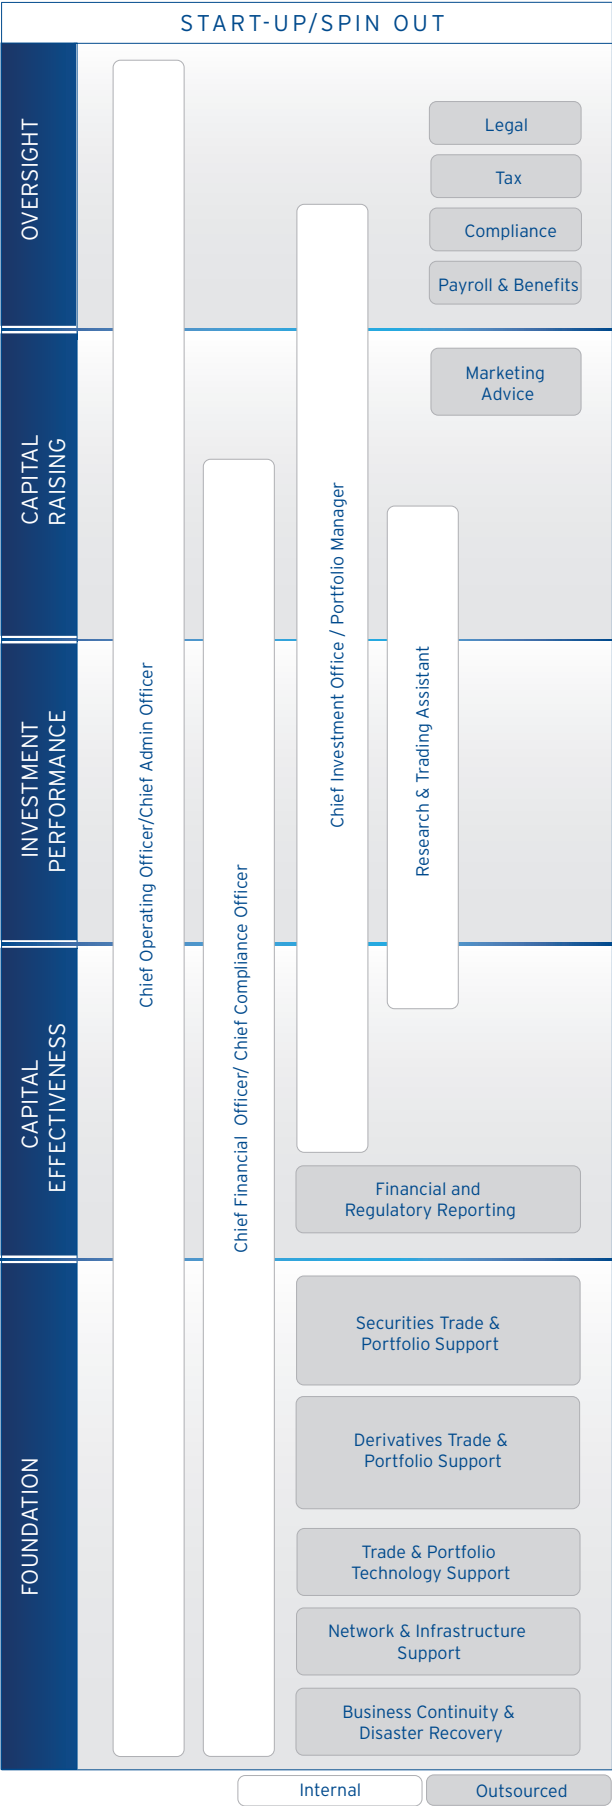 START-UP/SPIN OUT
OVERSIGHT
Legal
Tax
Compliance
Payroll & Benefits
CAPITAL
RAISING
Marketing
Advice
Chief Operating Officer/Chief Admin Officer
Chief Financial Officer/ Chief Compliance Officer
Chief Investment Office / Portfolio Manager
Research & Trading Assistant
INVESTMENT
PERFORMANCE
CAPITAL
EFFECTIVENESS
Financial and
Regulatory Reporting
FOUNDATION
Securities Trade &
Portfolio Support
Derivatives Trade &
Portfolio Support
Trade & Portfolio
Technology Support
Network & Infrastructure
Support
Business Continuity &
Disaster Recovery
Internal
Outsourced